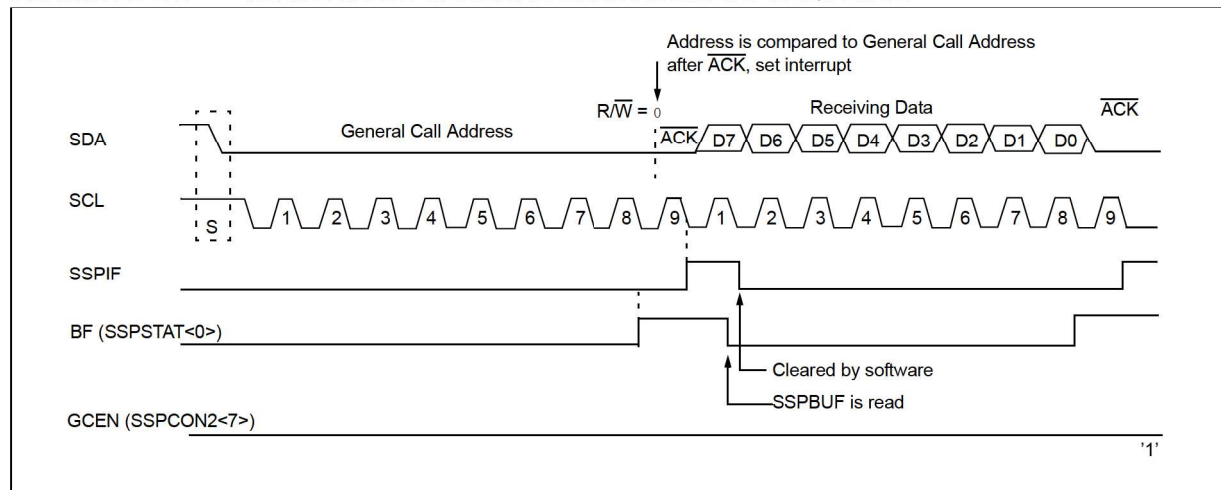 Address is compared to General Call Address
after ACK, set interrupt
R/W = 0
Receiving Data
ACK
SDA
General Call Address
ACK D7 D6 D5 D4 D3 D2 D1 D0
SCL
S
1 2 3 4 5 6 7 8 9 1 2 3 4 5 6 7 8 9
SSPIF
BF (SSPSTAT<0>)
Cleared by software
SSPBUF is read
GCEN (SSPCON2<7>)
'1'